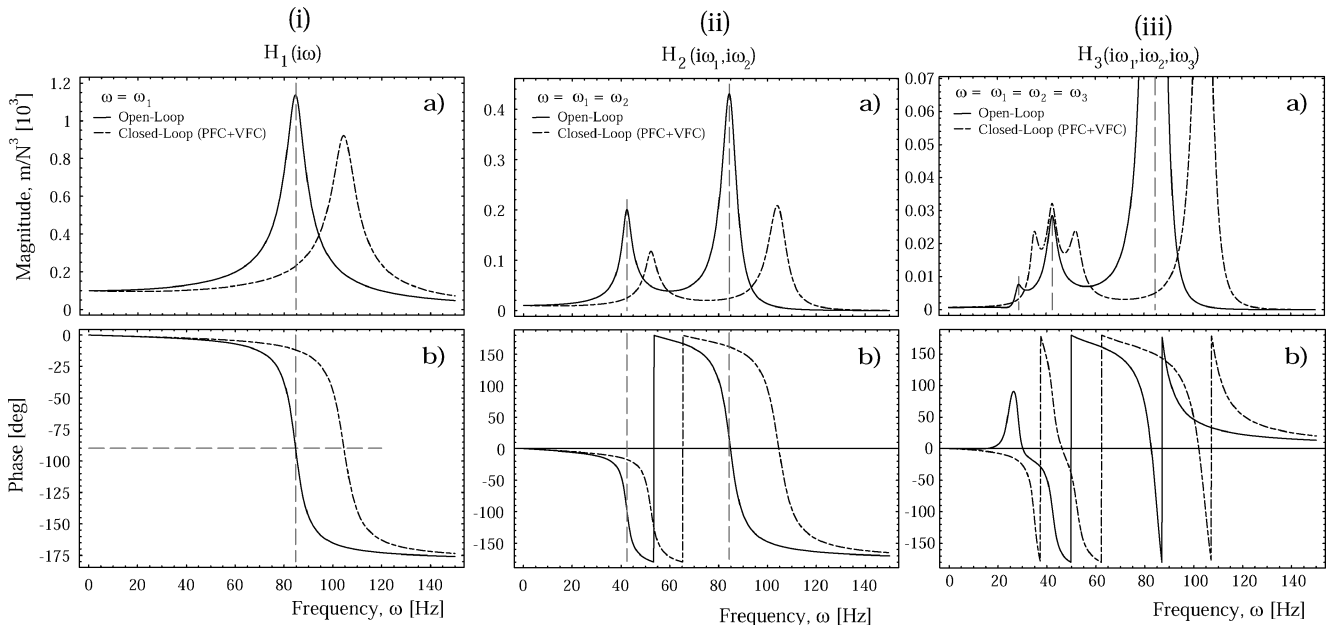 (i)
H1(iω)
Magnitude, m/N³ [10³]
1.2
1
0.8
0.6
0.4
0.2
0
ω = ω1
Open-Loop
Closed-Loop (PFC+VFC)
a)
Phase [deg]
0
-25
-50
-75
-100
-125
-150
-175
b)
0 20 40 60 80 100 120 140
Frequency, ω [Hz]
(ii)
H2(iω1,iω2)
0.4
0.3
0.2
0.1
0
ω = ω1 = ω2
Open-Loop
Closed-Loop (PFC+VFC)
a)
150
100
50
0
-50
-100
-150
b)
0 20 40 60 80 100 120 140
Frequency, ω [Hz]
(iii)
H3(iω1,iω2,iω3)
0.07
0.06
0.05
0.04
0.03
0.02
0.01
0
ω = ω1 = ω2 = ω3
Open-Loop
Closed-Loop (PFC+VFC)
a)
150
100
50
0
-50
-100
-150
b)
0 20 40 60 80 100 120 140
Frequency, ω [Hz]